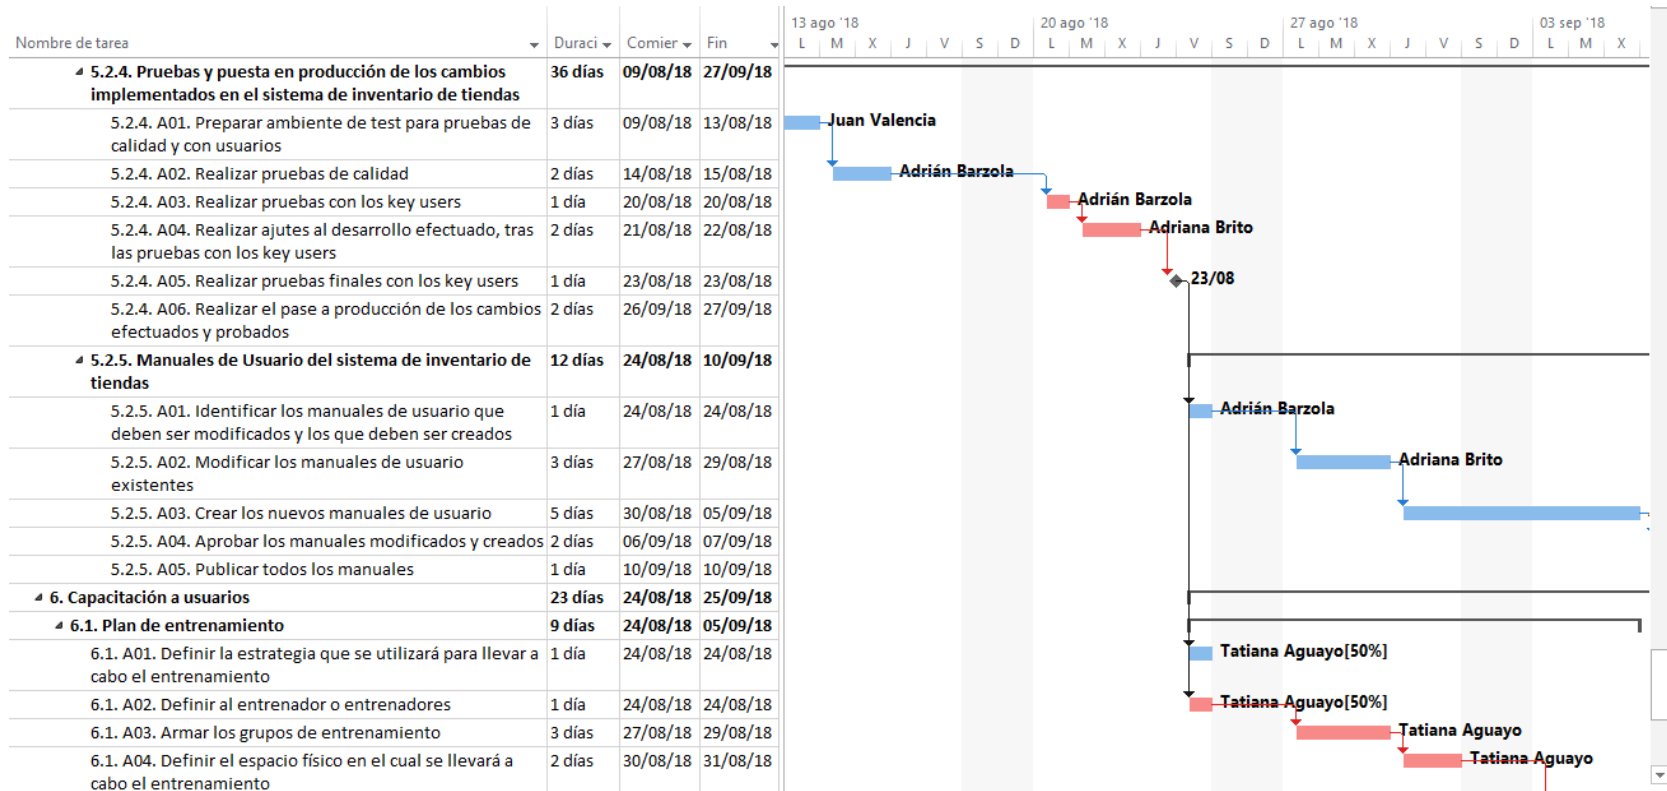 13 ago '18 20 ago '18 27 ago '18 03 sep '18
Nombre de tarea Duraci Comier Fin L M X J V S D L M X J V S D L M X J V S D L M X
5.2.4. Pruebas y puesta en producción de los cambios 36 días 09/08/18 27/09/18
implementados en el sistema de inventario de tiendas
5.2.4. A01. Preparar ambiente de test para pruebas de 3 días 09/08/18 13/08/18 Juan Valencia
calidad y con usuarios
5.2.4. A02. Realizar pruebas de calidad 2 días 14/08/18 15/08/18 Adrián Barzola
5.2.4. A03. Realizar pruebas con los key users 1 día 20/08/18 20/08/18 Adrián Barzola
5.2.4. A04. Realizar ajutes al desarrollo efectuado, tras 2 días 21/08/18 22/08/18 Adriana Brito
las pruebas con los key users
5.2.4. A05. Realizar pruebas finales con los key users 1 día 23/08/18 23/08/18 23/08
5.2.4. A06. Realizar el pase a producción de los cambios 2 días 26/09/18 27/09/18
efectuados y probados
5.2.5. Manuales de Usuario del sistema de inventario de 12 días 24/08/18 10/09/18
tiendas
5.2.5. A01. Identificar los manuales de usuario que 1 día 24/08/18 24/08/18 Adrián Barzola
deben ser modificados y los que deben ser creados
5.2.5. A02. Modificar los manuales de usuario 3 días 27/08/18 29/08/18 Adriana Brito
existentes
5.2.5. A03. Crear los nuevos manuales de usuario 5 días 30/08/18 05/09/18
5.2.5. A04. Aprobar los manuales modificados y creados 2 días 06/09/18 07/09/18
5.2.5. A05. Publicar todos los manuales 1 día 10/09/18 10/09/18
6. Capacitación a usuarios 23 días 24/08/18 25/09/18
6.1. Plan de entrenamiento 9 días 24/08/18 05/09/18
6.1. A01. Definir la estrategia que se utilizará para llevar a 1 día 24/08/18 24/08/18 Tatiana Aguayo[50%]
cabo el entrenamiento
6.1. A02. Definir al entrenador o entrenadores 1 día 24/08/18 24/08/18 Tatiana Aguayo[50%]
6.1. A03. Armar los grupos de entrenamiento 3 días 27/08/18 29/08/18 Tatiana Aguayo
6.1. A04. Definir el espacio físico en el cual se llevará a 2 días 30/08/18 31/08/18 Tatiana Aguayo
cabo el entrenamiento